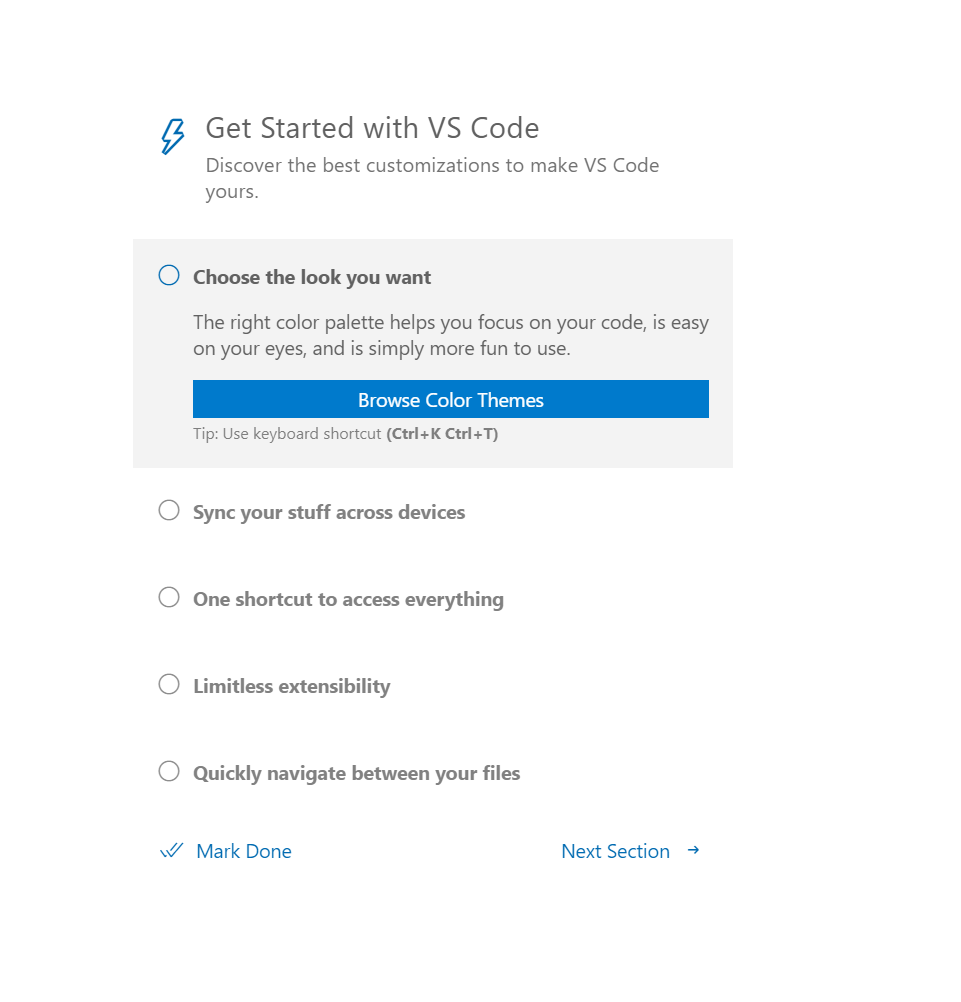 Get Started with VS Code
Discover the best customizations to make VS Code
yours.
Choose the look you want
The right color palette helps you focus on your code, is easy
on your eyes, and is simply more fun to use.
Browse Color Themes
Tip: Use keyboard shortcut (Ctrl+K Ctrl+T)
Sync your stuff across devices
One shortcut to access everything
Limitless extensibility
Quickly navigate between your files
Mark Done
Next Section